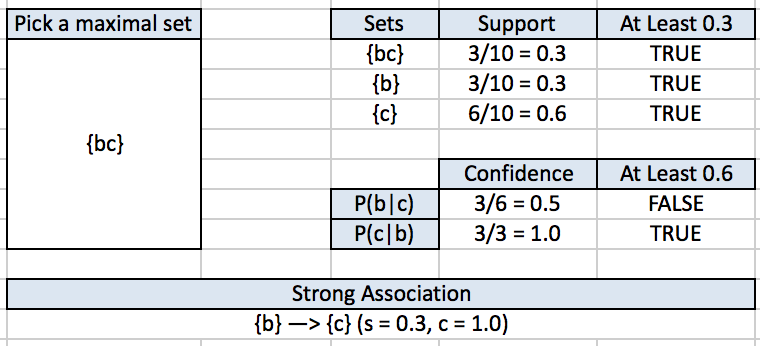 Pick a maximal set Sets Support At Least 0.3
{bc} 3/10 = 0.3 TRUE
{b} 3/10 = 0.3 TRUE
{c} 6/10 = 0.6 TRUE
{bc}
Confidence At Least 0.6
P(b|c) 3/6 = 0.5 FALSE
P(c|b) 3/3 = 1.0 TRUE
Strong Association
{b} —> {c} (s = 0.3, c = 1.0)